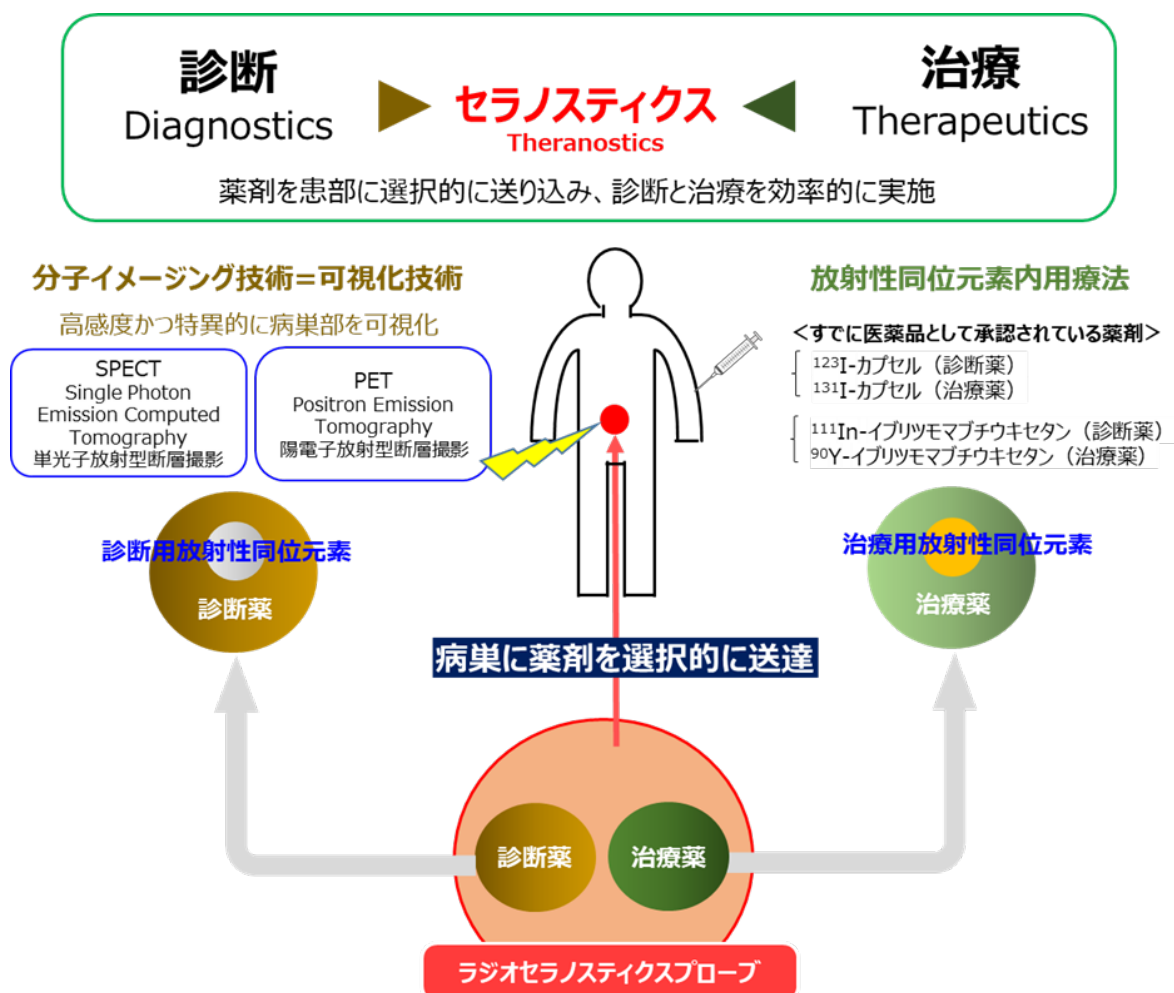 診断
Diagnostics
セラノスティクス
Theranostics
治療
Therapeutics
薬剤を患部に選択的に送り込み、診断と治療を効率的に実施
分子イメージング技術=可視化技術
高感度かつ特異的に病巣部を可視化
SPECT
Single Photon
Emission Computed
Tomography
単光子放射型断層撮影
PET
Positron Emission
Tomography
陽電子放射型断層撮影
放射性同位元素内用療法
<すでに医薬品として承認されている薬剤>
¹²³I-カプセル（診断薬）
¹³¹I-カプセル（治療薬）
¹¹¹In-イブリツモマブチウキセタン（診断薬）
⁹⁰Y-イブリツモマブチウキセタン（治療薬）
診断用放射性同位元素
診断薬
治療用放射性同位元素
治療薬
病巣に薬剤を選択的に送達
診断薬
治療薬
ラジオセラノスティクスプローブ